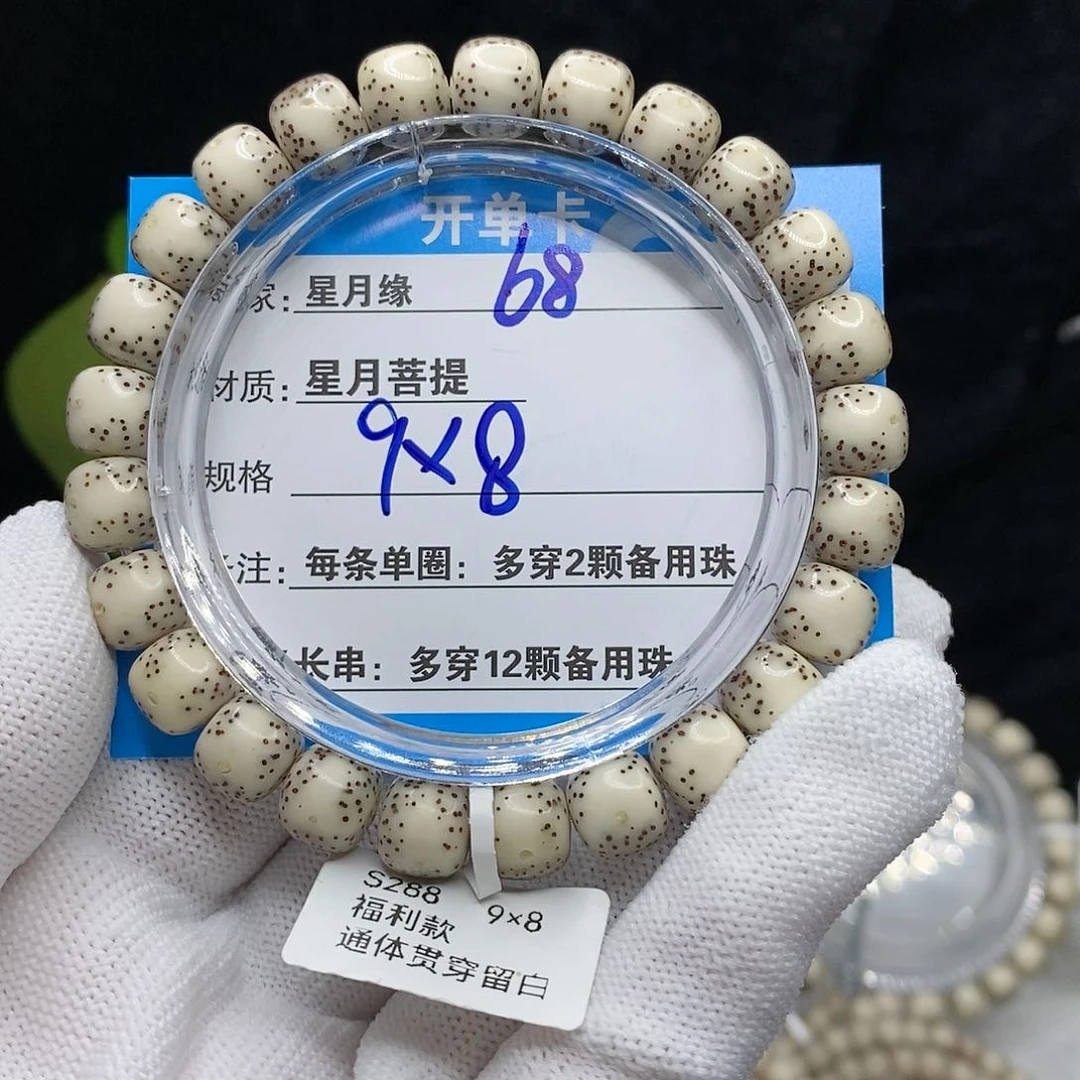 开单卡
68
家：星月缘
材质：星月菩提
9×8
规格
注：每条单圈：多穿2颗备用珠
长串：多穿12颗备用珠
S288 9×8
福利款
通体贯穿留白